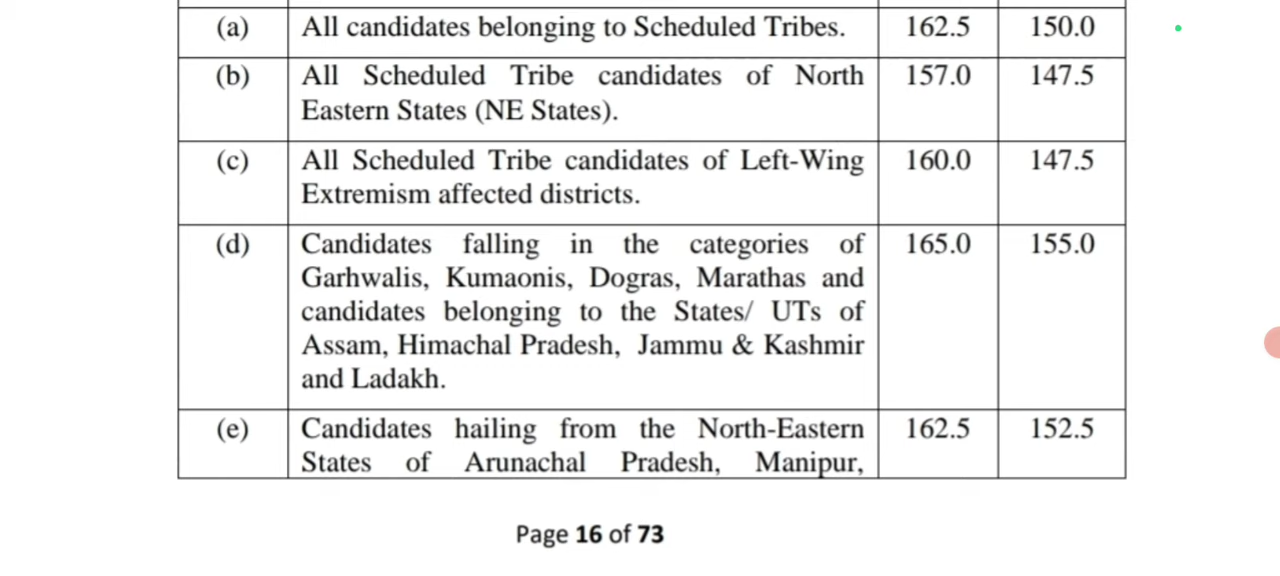 (a) All candidates belonging to Scheduled Tribes. 162.5 150.0
(b) All Scheduled Tribe candidates of North 157.0 147.5
Eastern States (NE States).
(c) All Scheduled Tribe candidates of Left-Wing 160.0 147.5
Extremism affected districts.
(d) Candidates falling in the categories of 165.0 155.0
Garhwalis, Kumaonis, Dogras, Marathas and
candidates belonging to the States/ UTs of
Assam, Himachal Pradesh, Jammu & Kashmir
and Ladakh.
(e) Candidates hailing from the North-Eastern 162.5 152.5
States of Arunachal Pradesh, Manipur,
Page 16 of 73